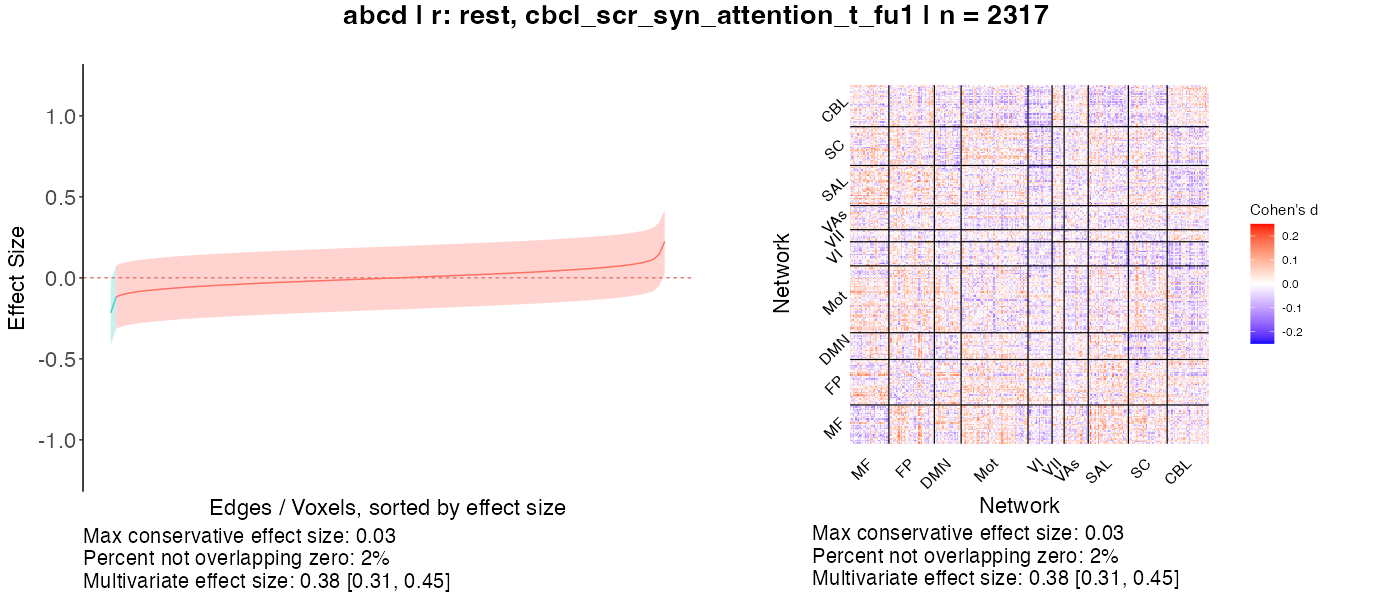 abcd | r: rest, cbcl_scr_syn_attention_t_fu1 | n = 2317
Effect Size
1.0
0.5
0.0
-0.5
-1.0
Edges / Voxels, sorted by effect size
Max conservative effect size: 0.03
Percent not overlapping zero: 2%
Multivariate effect size: 0.38 [0.31, 0.45]
Network
CBL
SC
SAL
VAs
VII
VI
Mot
DMN
FP
MF
MF
FP
DMN
Mot
VI
VII
VAs
SAL
SC
CBL
Network
Max conservative effect size: 0.03
Percent not overlapping zero: 2%
Multivariate effect size: 0.38 [0.31, 0.45]
Cohen's d
0.2
0.1
0.0
-0.1
-0.2